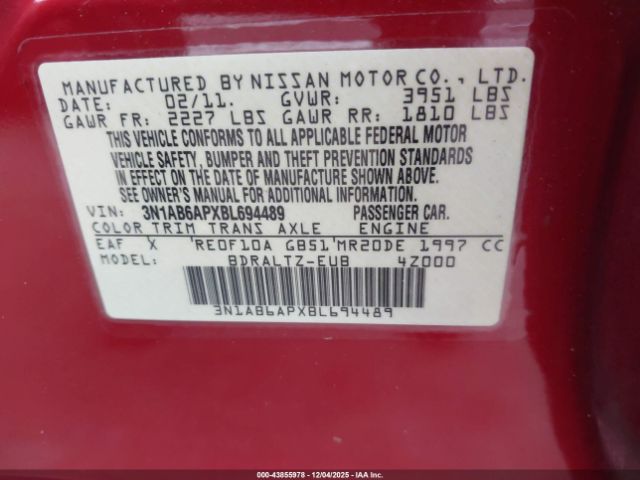 MANUFACTURED BY NISSAN MOTOR CO., LTD.
DATE: 02/11. GVWR: 3951 LBS
GAWR FR: 2227 LBS GAWR RR: 1810 LBS
THIS VEHICLE CONFORMS TO ALL APPLICABLE FEDERAL MOTOR
VEHICLE SAFETY, BUMPER AND THEFT PREVENTION STANDARDS
IN EFFECT ON THE DATE OF MANUFACTURE SHOWN ABOVE.
SEE OWNER'S MANUAL FOR ADDITIONAL INFORMATION.
VIN: 3N1AB6APXBL694489 PASSENGER CAR.
COLOR TRIM TRANS AXLE ENGINE
EAF X 'RE0F10A GB51'MR20DE 1997 CC
BDRALTZ-EUB 4Z000
3N1AB6APXBL694489
000-43855978 - 12/04/2025 - IAA Inc.